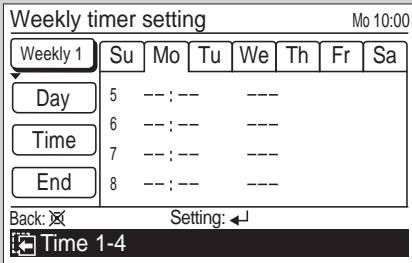 Weekly timer setting Mo 10:00
Weekly 1 Su Mo Tu We Th Fr Sa
Day 5 --:-- ---
6 --:-- ---
Time 7 --:-- ---
End 8 --:-- ---
Back: Setting:
Time 1-4